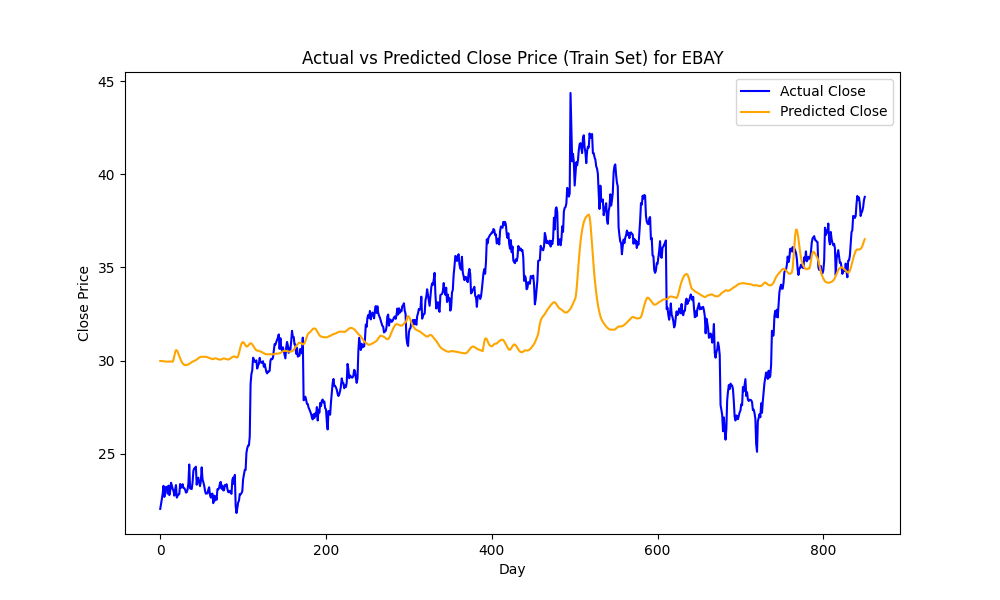 Actual vs Predicted Close Price (Train Set) for EBAY
Actual Close
Predicted Close
Close Price
45
40
35
30
25
0
200
400
600
800
Day